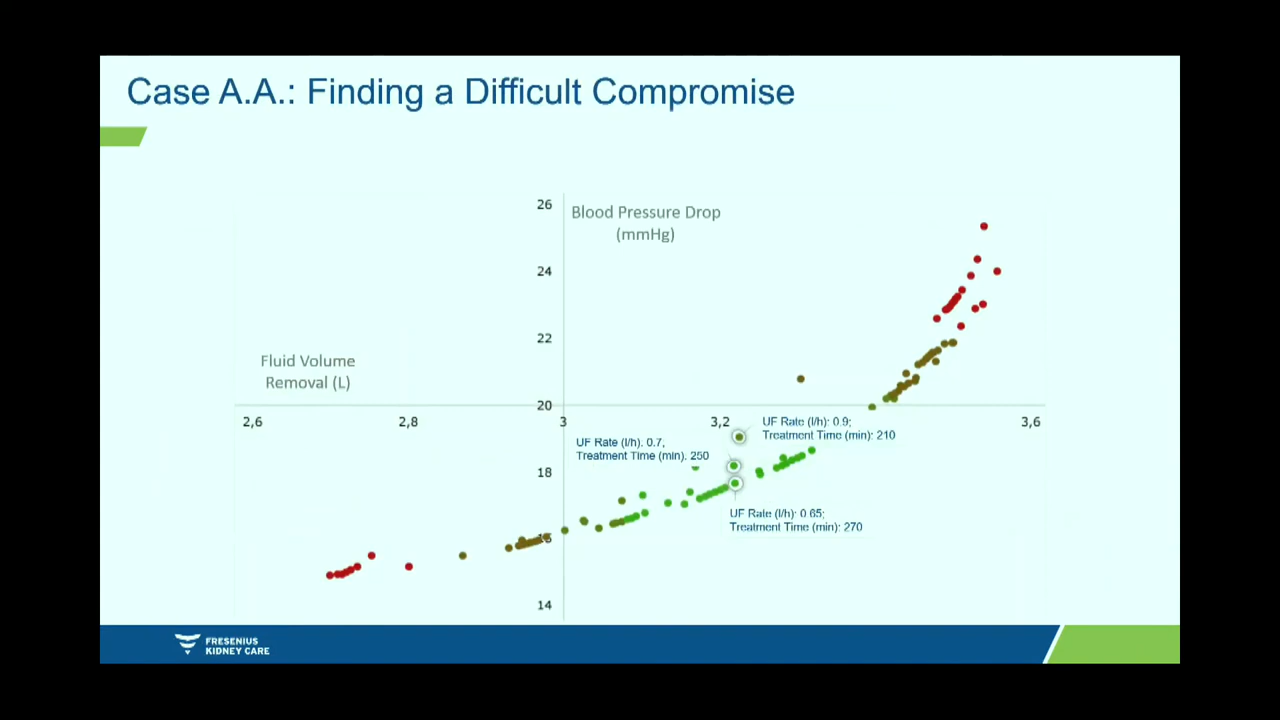 Case A.A.: Finding a Difficult Compromise
26
Blood Pressure Drop
(mmHg)
24
22
Fluid Volume
Removal (L)
20
2,6
2,8
3
3,2
3,6
UF Rate (l/h): 0.9;
Treatment Time (min): 210
UF Rate (l/h). 0.7,
Treatment Time (min). 250
18
UF Rate (l/h): 0.65;
Treatment Time (min): 270
14
FRESENIUS
KIDNEY CARE